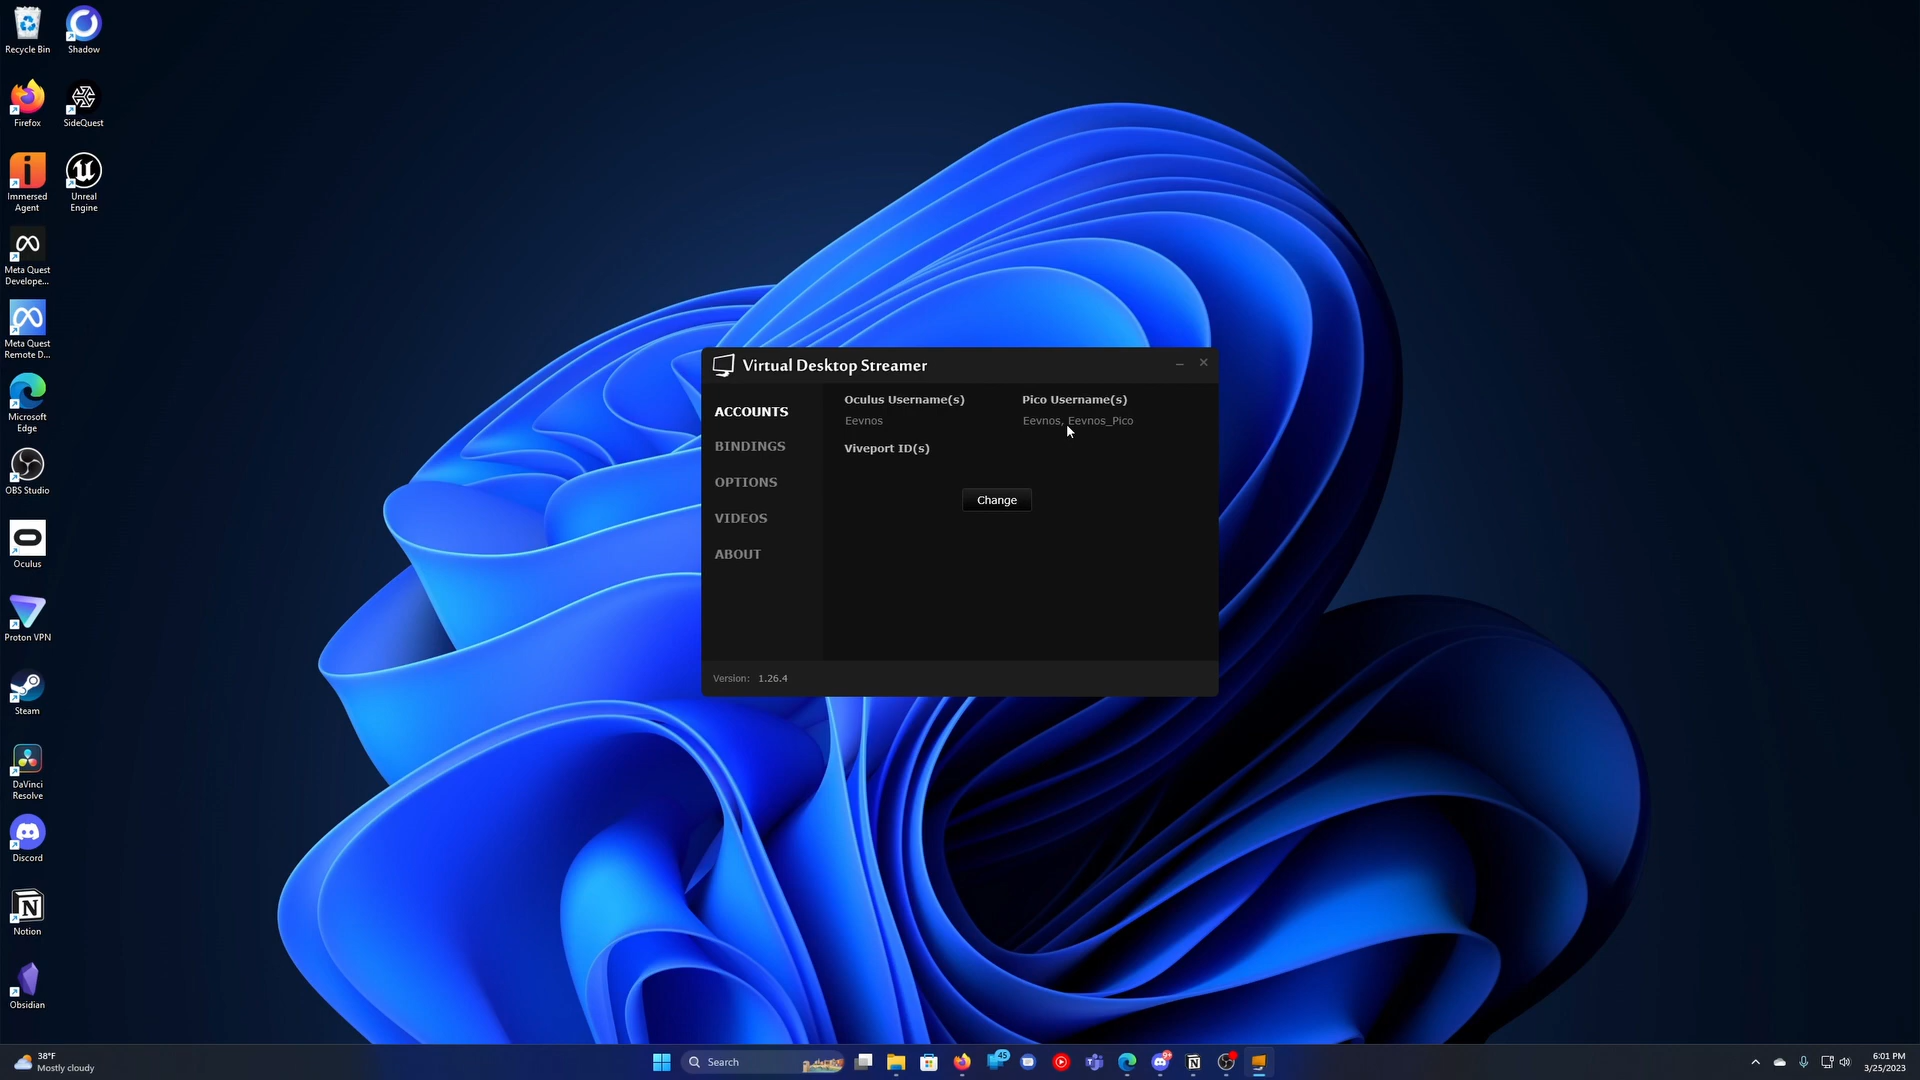 Recycle Bin
Shadow
Firefox
SideQuest
Immersed
Agent
Unreal
Engine
Meta Quest
Develope...
Meta Quest
Remote D...
Microsoft
Edge
OBS Studio
Oculus
Proton VPN
Steam
DaVinci
Resolve
Discord
Notion
Obsidian
Virtual Desktop Streamer
ACCOUNTS
BINDINGS
OPTIONS
VIDEOS
ABOUT
Oculus Username(s)
Eevnos
Pico Username(s)
Eevnos, Eevnos_Pico
Viveport ID(s)
Change
Version: 1.26.4
38°F
Mostly cloudy
Search
45
9+
6:01 PM
3/25/2023